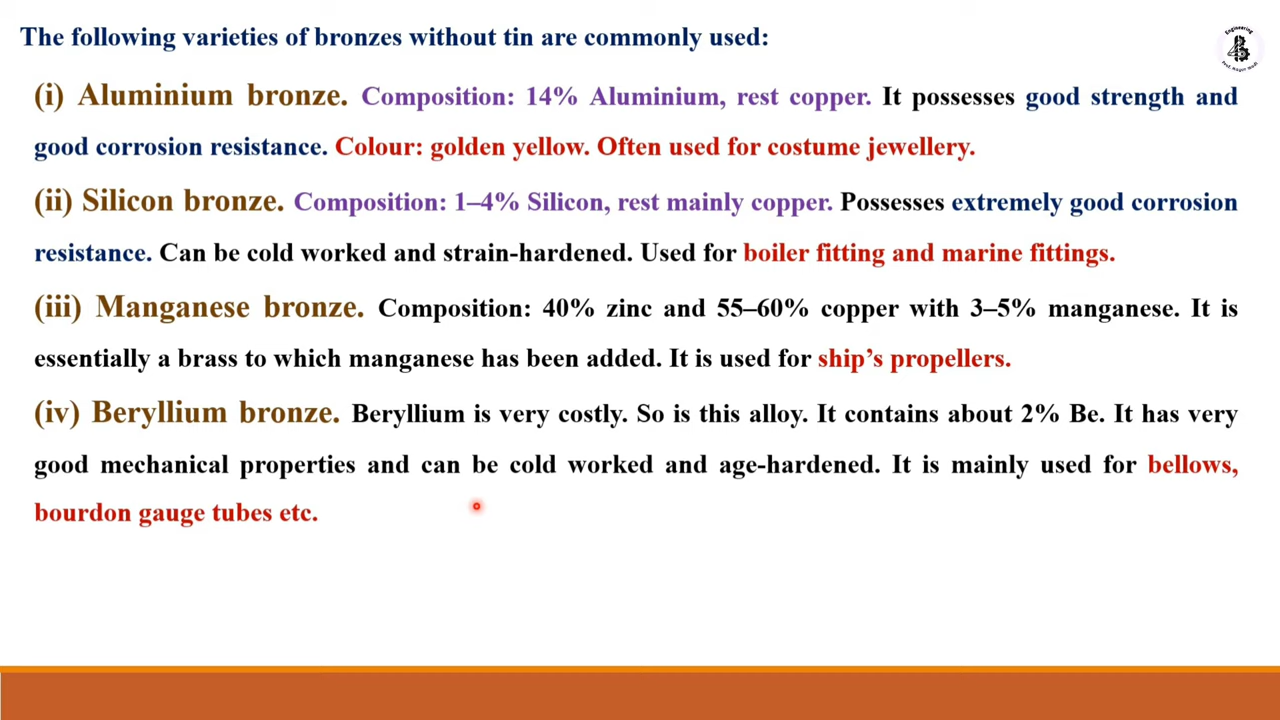 The following varieties of bronzes without tin are commonly used:
Engineering
Prof. Anpur Modi
(i) Aluminium bronze. Composition: 14% Aluminium, rest copper. It possesses good strength and
good corrosion resistance. Colour: golden yellow. Often used for costume jewellery.
(ii) Silicon bronze. Composition: 1–4% Silicon, rest mainly copper. Possesses extremely good corrosion
resistance. Can be cold worked and strain-hardened. Used for boiler fitting and marine fittings.
(iii) Manganese bronze. Composition: 40% zinc and 55–60% copper with 3–5% manganese. It is
essentially a brass to which manganese has been added. It is used for ship’s propellers.
(iv) Beryllium bronze. Beryllium is very costly. So is this alloy. It contains about 2% Be. It has very
good mechanical properties and can be cold worked and age-hardened. It is mainly used for bellows,
bourdon gauge tubes etc.